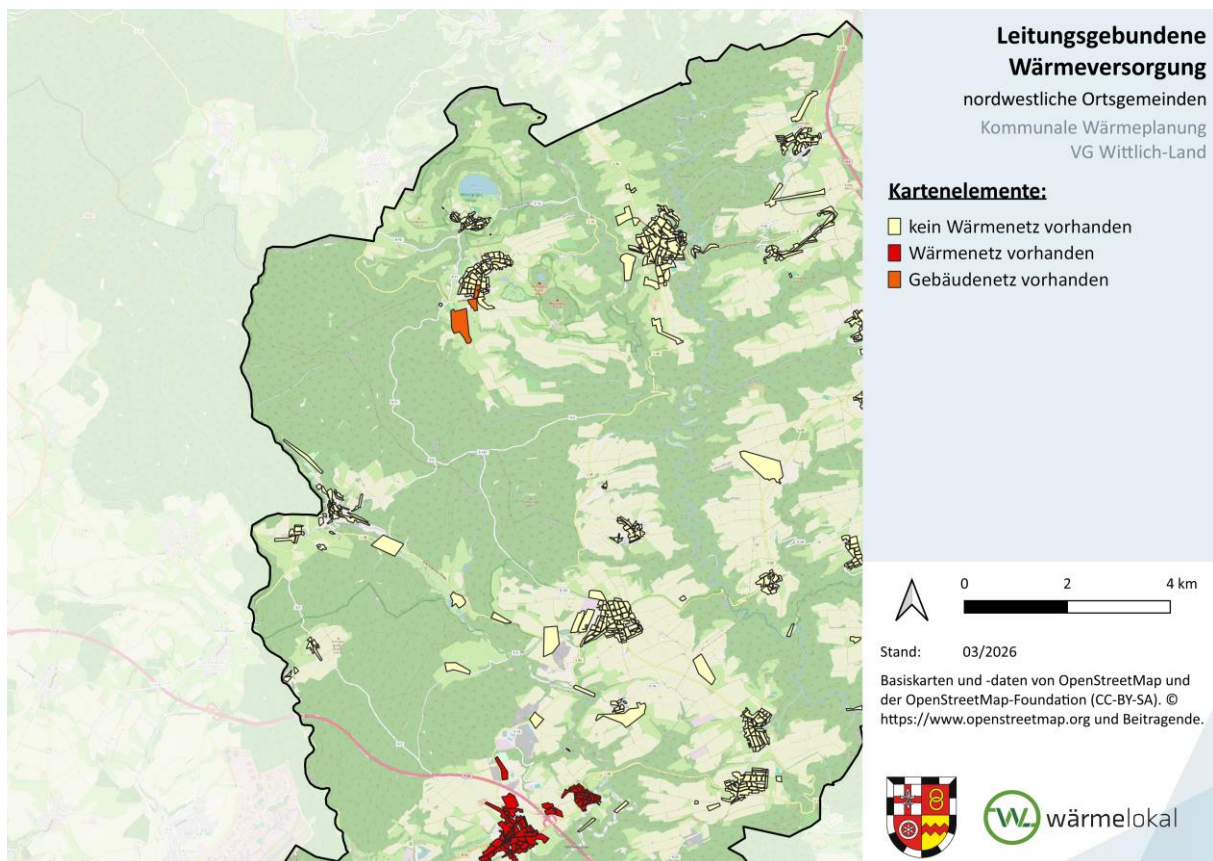 Leitungsgebundene
Wärmeversorgung
nordwestliche Ortsgemeinden
Kommunale Wärmeplanung
VG Wittlich-Land
Kartenelemente:
kein Wärmenetz vorhanden
Wärmenetz vorhanden
Gebäudenetz vorhanden
0 2 4 km
Stand: 03/2026
Basiskarten und -daten von OpenStreetMap und
der OpenStreetMap-Foundation (CC-BY-SA). ©
https://www.openstreetmap.org und Beitragende.
WL wärmelokal